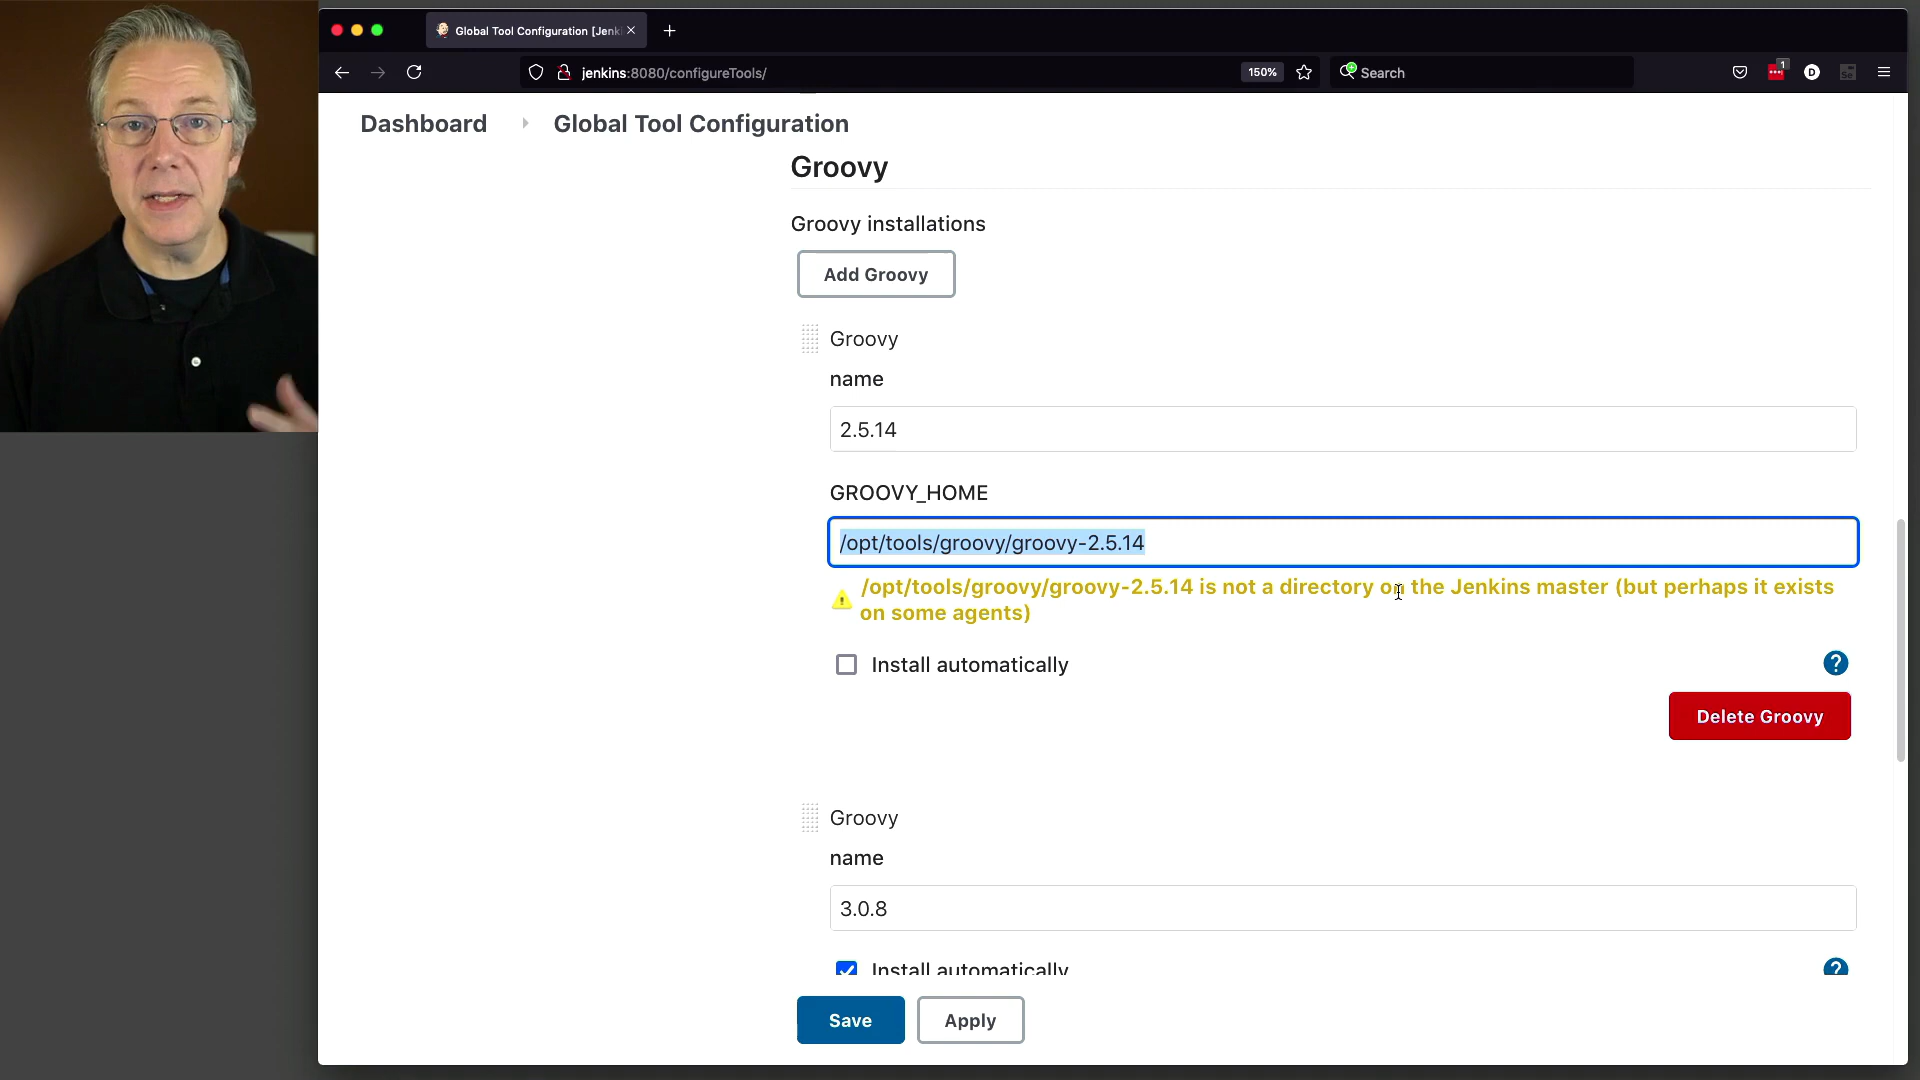 Global Tool Configuration [Jenk
jenkins:8080/configureTools/
150%
Search
1
D
Dashboard
Global Tool Configuration
Groovy
Groovy installations
Add Groovy
Groovy
name
2.5.14
GROOVY_HOME
/opt/tools/groovy/groovy-2.5.14
/opt/tools/groovy/groovy-2.5.14 is not a directory on the Jenkins master (but perhaps it exists
on some agents)
Install automatically
?
Delete Groovy
Groovy
name
3.0.8
Install automatically
?
Save
Apply